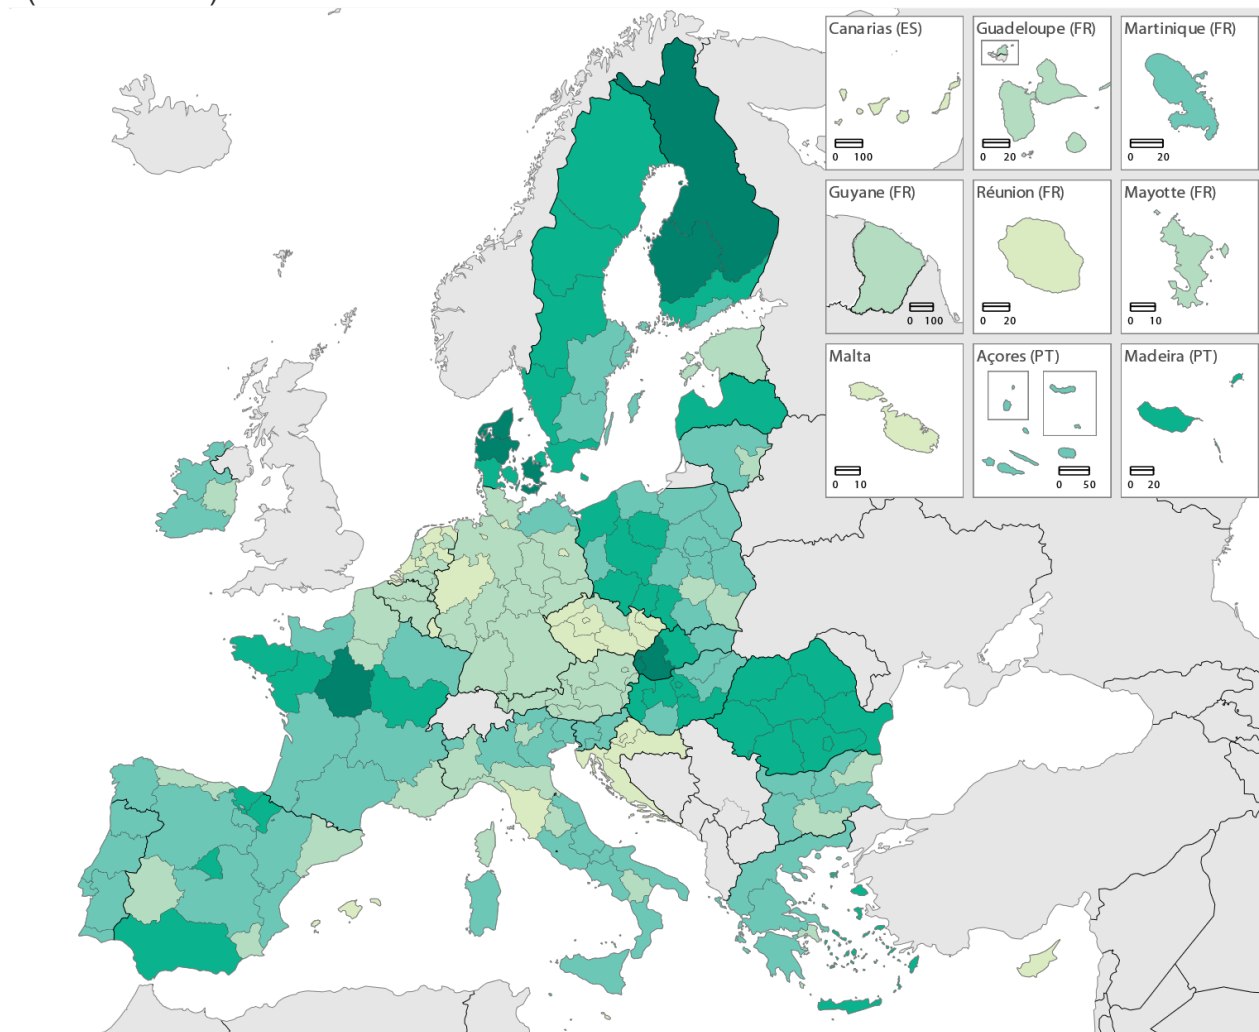 Canarias (ES)
0 100
Guadeloupe (FR)
0 20
Martinique (FR)
0 20
Guyane (FR)
0 100
Réunion (FR)
0 20
Mayotte (FR)
0 10
Malta
0 10
Açores (PT)
0 50
Madeira (PT)
0 20